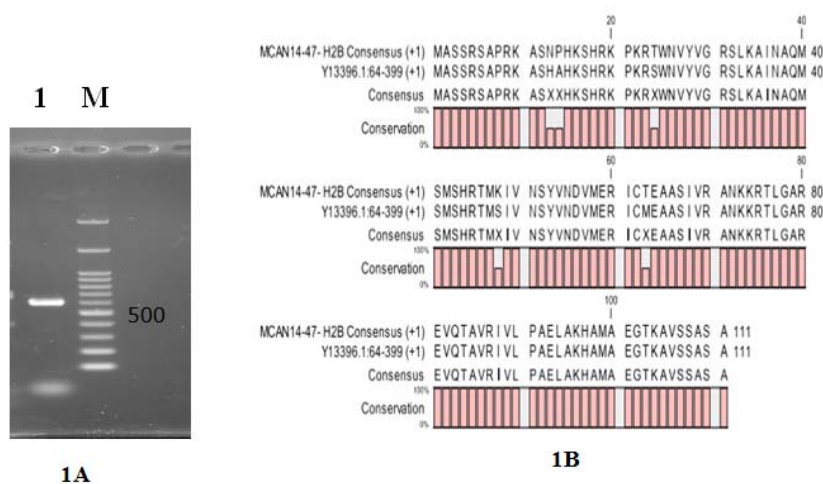 1 M
500
1A
20 40
MCAN14-47- H2B Consensus (+1) MASSRSAPRK ASNPHKSHRK PKRTWNVYVG RSLKAINAQM 40
Y13396.1:64-399 (+1) MASSRSAPRK ASHAHKSHRK PKRSWNVYVG RSLKAINAQM 40
Consensus MASSRSAPRK ASXXHKSHRK PKRXWNVYVG RSLKAINAQM
100%
Conservation
0%
60 80
MCAN14-47- H2B Consensus (+1) SMSHRTMKIV NSYVNDVMER ICTEAASIVR ANKKRTLGAR 80
Y13396.1:64-399 (+1) SMSHRTMSIV NSYVNDVMER ICMEAASIVR ANKKRTLGAR 80
Consensus SMSHRTMXIV NSYVNDVMER ICXEAASIVR ANKKRTLGAR
100%
Conservation
0%
100
MCAN14-47- H2B Consensus (+1) EVQTAVRIVL PAELAKHAMA EGTKAVSSAS A 111
Y13396.1:64-399 (+1) EVQTAVRIVL PAELAKHAMA EGTKAVSSAS A 111
Consensus EVQTAVRIVL PAELAKHAMA EGTKAVSSAS A
100%
Conservation
0%
1B